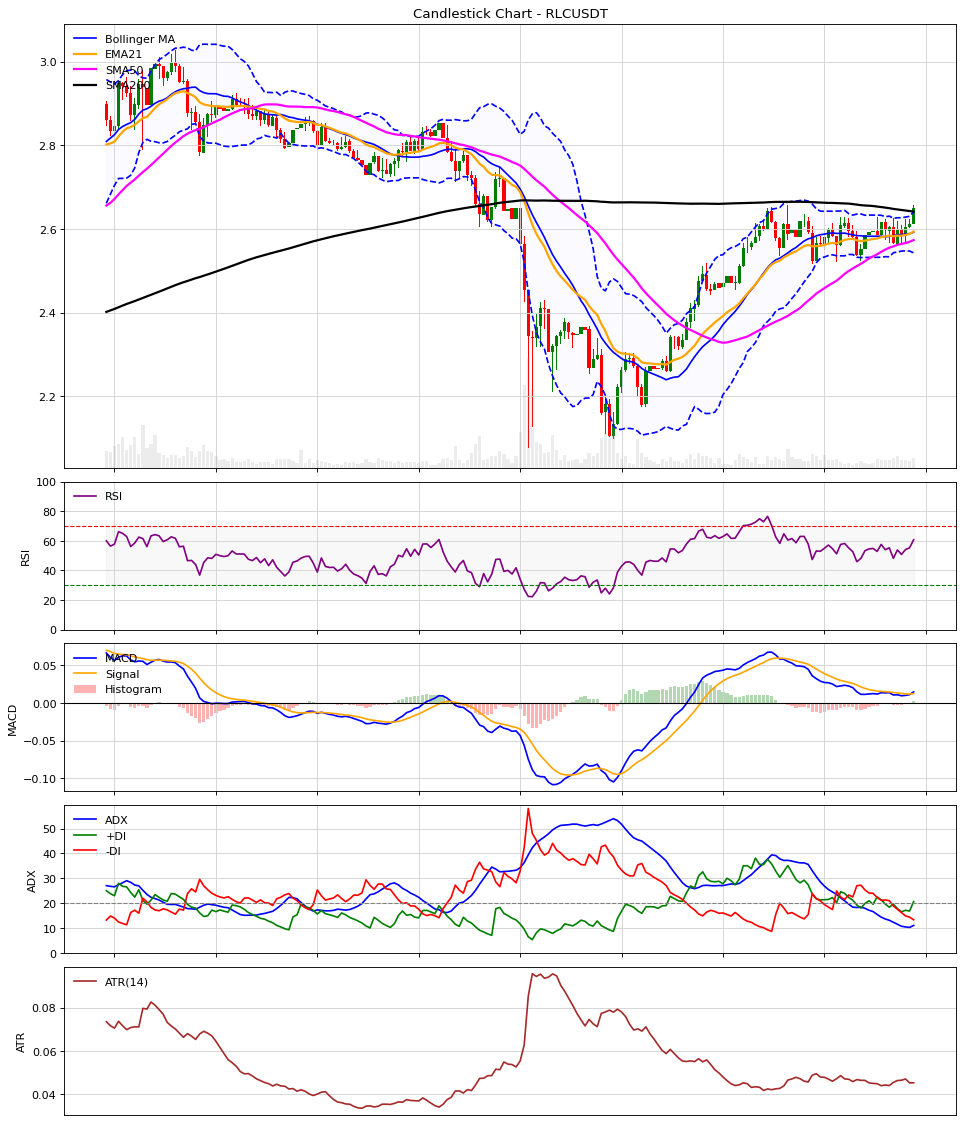 Candlestick Chart - RLCUSDT
Bollinger MA
EMA21
SMA50
SMA200
3.0
2.8
2.6
2.4
2.2
RSI
100
80
60
40
20
0
RSI
MACD
Signal
Histogram
0.05
0.00
−0.05
−0.10
MACD
ADX
+DI
-DI
50
40
30
20
10
0
ADX
ATR(14)
0.08
0.06
0.04
ATR